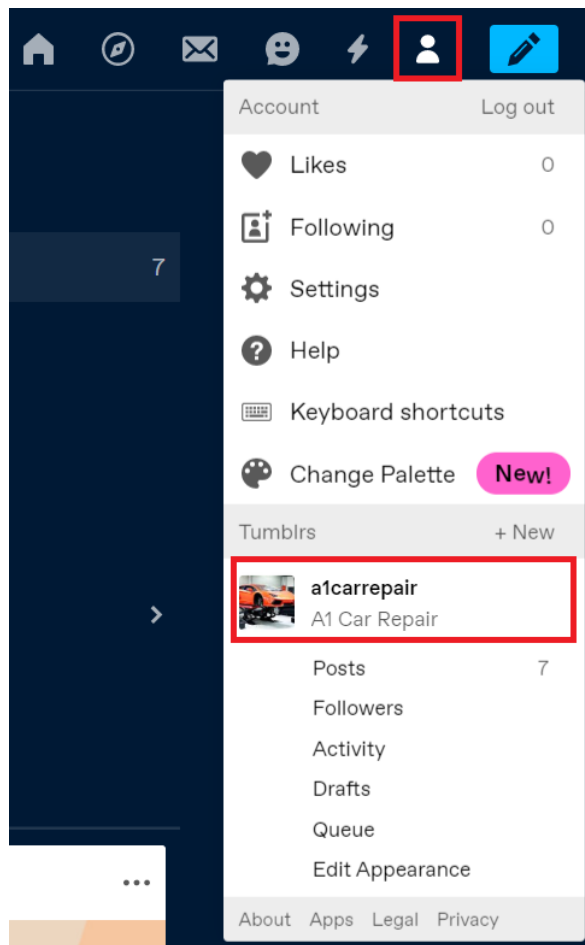 Account Log out
Likes 0
7
Following 0
Settings
Help
Keyboard shortcuts
Change Palette New!
Tumblrs + New
a1carrepair
A1 Car Repair
Posts 7
Followers
Activity
Drafts
Queue
Edit Appearance
About Apps Legal Privacy